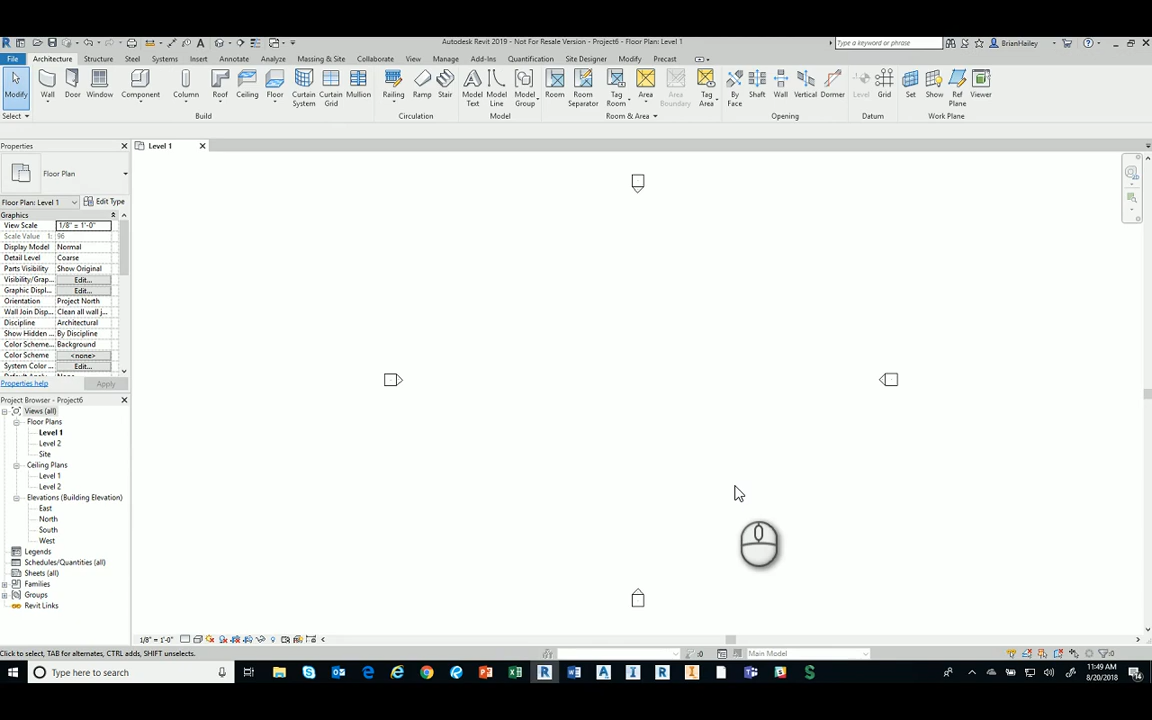 Autodesk Revit 2019 - Not For Resale Version - Project6 - Floor Plan: Level 1
Type a keyword or phrase
BrianHailey
File Architecture Structure Steel Systems Insert Annotate Analyze Massing & Site Collaborate View Manage Add-Ins Quantification Site Designer Modify Precast
Modify Wall Door Window Component Column Roof Ceiling Floor Curtain System Curtain Grid Mullion Railing Ramp Stair Model Text Model Line Model Group Room Room Separator Tag Room Area Area Boundary Tag Area By Face Shaft Wall Vertical Dormer Level Grid Set Show Ref Plane Viewer
Select Build Circulation Model Room & Area Opening Datum Work Plane
Properties
Level 1
Floor Plan
Floor Plan: Level 1
Edit Type
Graphics
View Scale 1/8" = 1'-0"
Scale Value 1: 96
Display Model Normal
Detail Level Coarse
Parts Visibility Show Original
Visibility/Grap... Edit...
Graphic Displ... Edit...
Orientation Project North
Wall Join Disp... Clean all wall j...
Discipline Architectural
Show Hidden ... By Discipline
Color Scheme... Background
Color Scheme <none>
System Color ... Edit...
Properties help Apply
Project Browser - Project6
Views (all)
Floor Plans
Level 1
Level 2
Site
Ceiling Plans
Level 1
Level 2
Elevations (Building Elevation)
East
North
South
West
Legends
Schedules/Quantities (all)
Sheets (all)
Families
Groups
Revit Links
1/8" = 1'-0"
Click to select, TAB for alternates, CTRL adds, SHIFT unselects.
:0
Main Model
:0
Type here to search
11:49 AM
8/20/2018